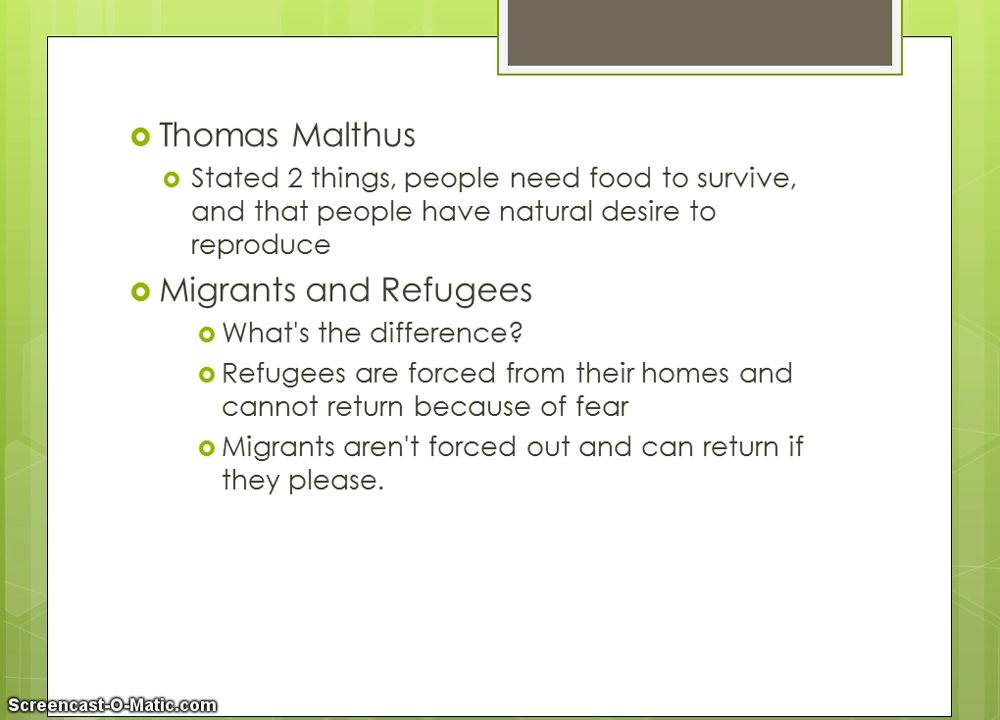 Thomas Malthus
Stated 2 things, people need food to survive,
and that people have natural desire to
reproduce
Migrants and Refugees
What's the difference?
Refugees are forced from their homes and
cannot return because of fear
Migrants aren't forced out and can return if
they please.
Screencast-O-Matic.com